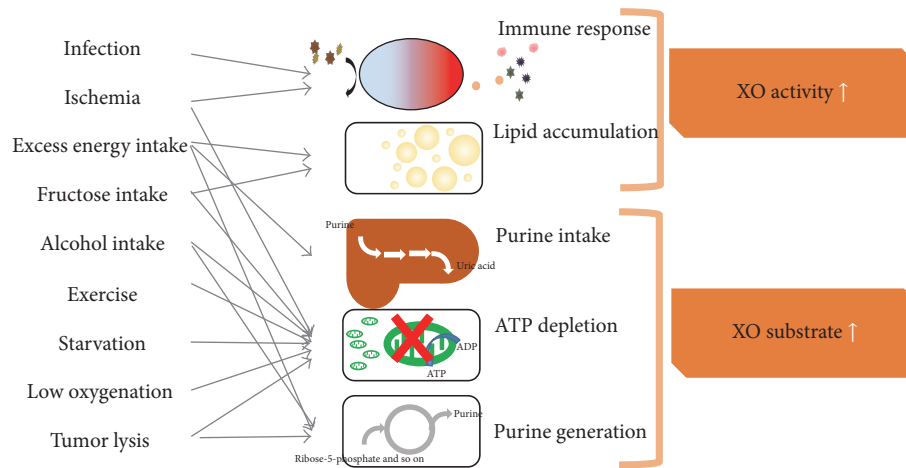 Infection
Ischemia
Excess energy intake
Fructose intake
Alcohol intake
Exercise
Starvation
Low oxygenation
Tumor lysis
Immune response
Lipid accumulation
Purine
Uric acid
Purine intake
ADP
ATP
ATP depletion
Purine
Ribose-5-phosphate and so on
Purine generation
XO activity ↑
XO substrate ↑